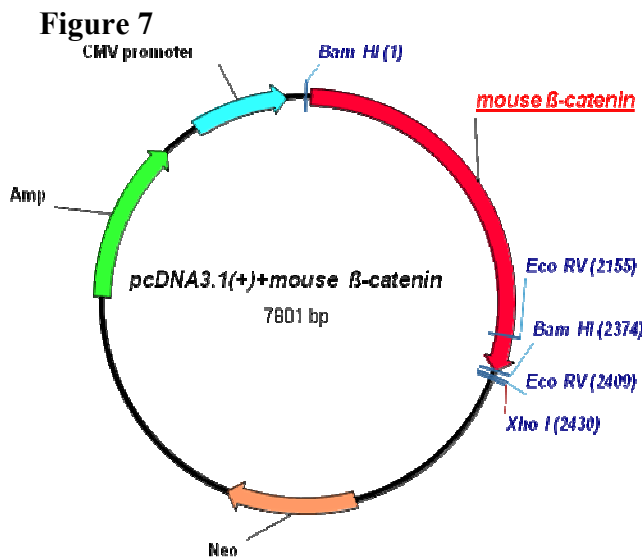 Figure 7
CMV promoter
Bam HI (1)
mouse ß-catenin
Amp
Eco RV (2155)
pcDNA3.1(+)+mouse ß-catenin
7801 bp
Bam HI (2374)
Eco RV (2409)
Xho I (2430)
Neo